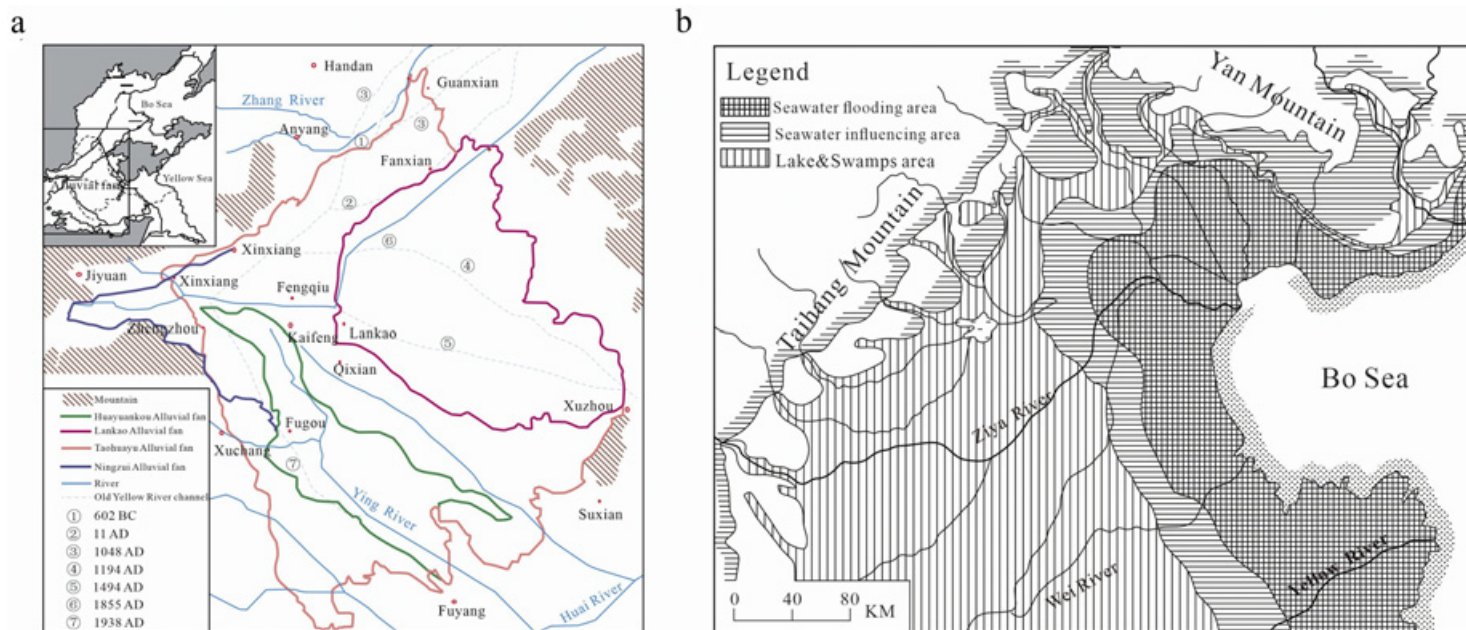 a
Bo Sea
Yellow Sea
Alluvial fan
Handan
Guanxian
Zhang River
③
③
Anyang
①
Fanxian
②
⑥
④
Xinxiang
Jiyuan
Xinxiang
Fengqiu
Zhengzhou
Kaifeng
Lankao
⑤
Qixian
Xuzhou
Fugou
Xuchang
⑦
Ying River
Suxian
Huai River
Fuyang
Mountain
Huayuankou Alluvial fan
Lankao Alluvial fan
Taohuayu Alluvial fan
Ningzui Alluvial fan
River
Old Yellow River channel
① 602 BC
② 11 AD
③ 1048 AD
④ 1194 AD
⑤ 1494 AD
⑥ 1855 AD
⑦ 1938 AD
b
Legend
Seawater flooding area
Seawater influencing area
Lake&Swamps area
Yan Mountain
Taihang Mountain
Bo Sea
Ziya River
Wei River
Yellow River
0 40 80
KM